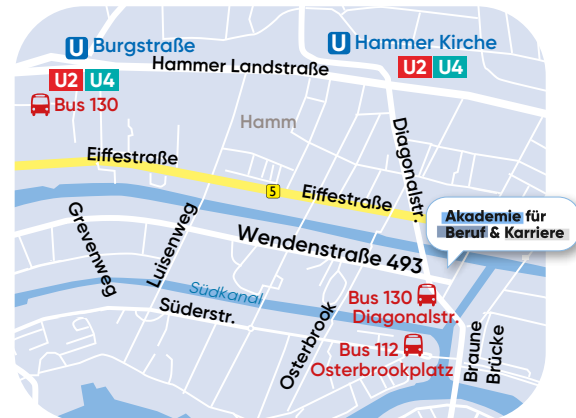 U Burgstraße
U Hammer Kirche
Hammer Landstraße
U2 U4
U2 U4
Bus 130
Hamm
Diagonalstr.
Eiffestraße
5
Eiffestraße
Akademie für
Beruf & Karriere
Grevenweg
Luisenweg
Wendenstraße 493
Südkanal
Süderstr.
Osterbrook
Bus 130
Diagonalstr.
Bus 112
Osterbrookplatz
Braune
Brücke